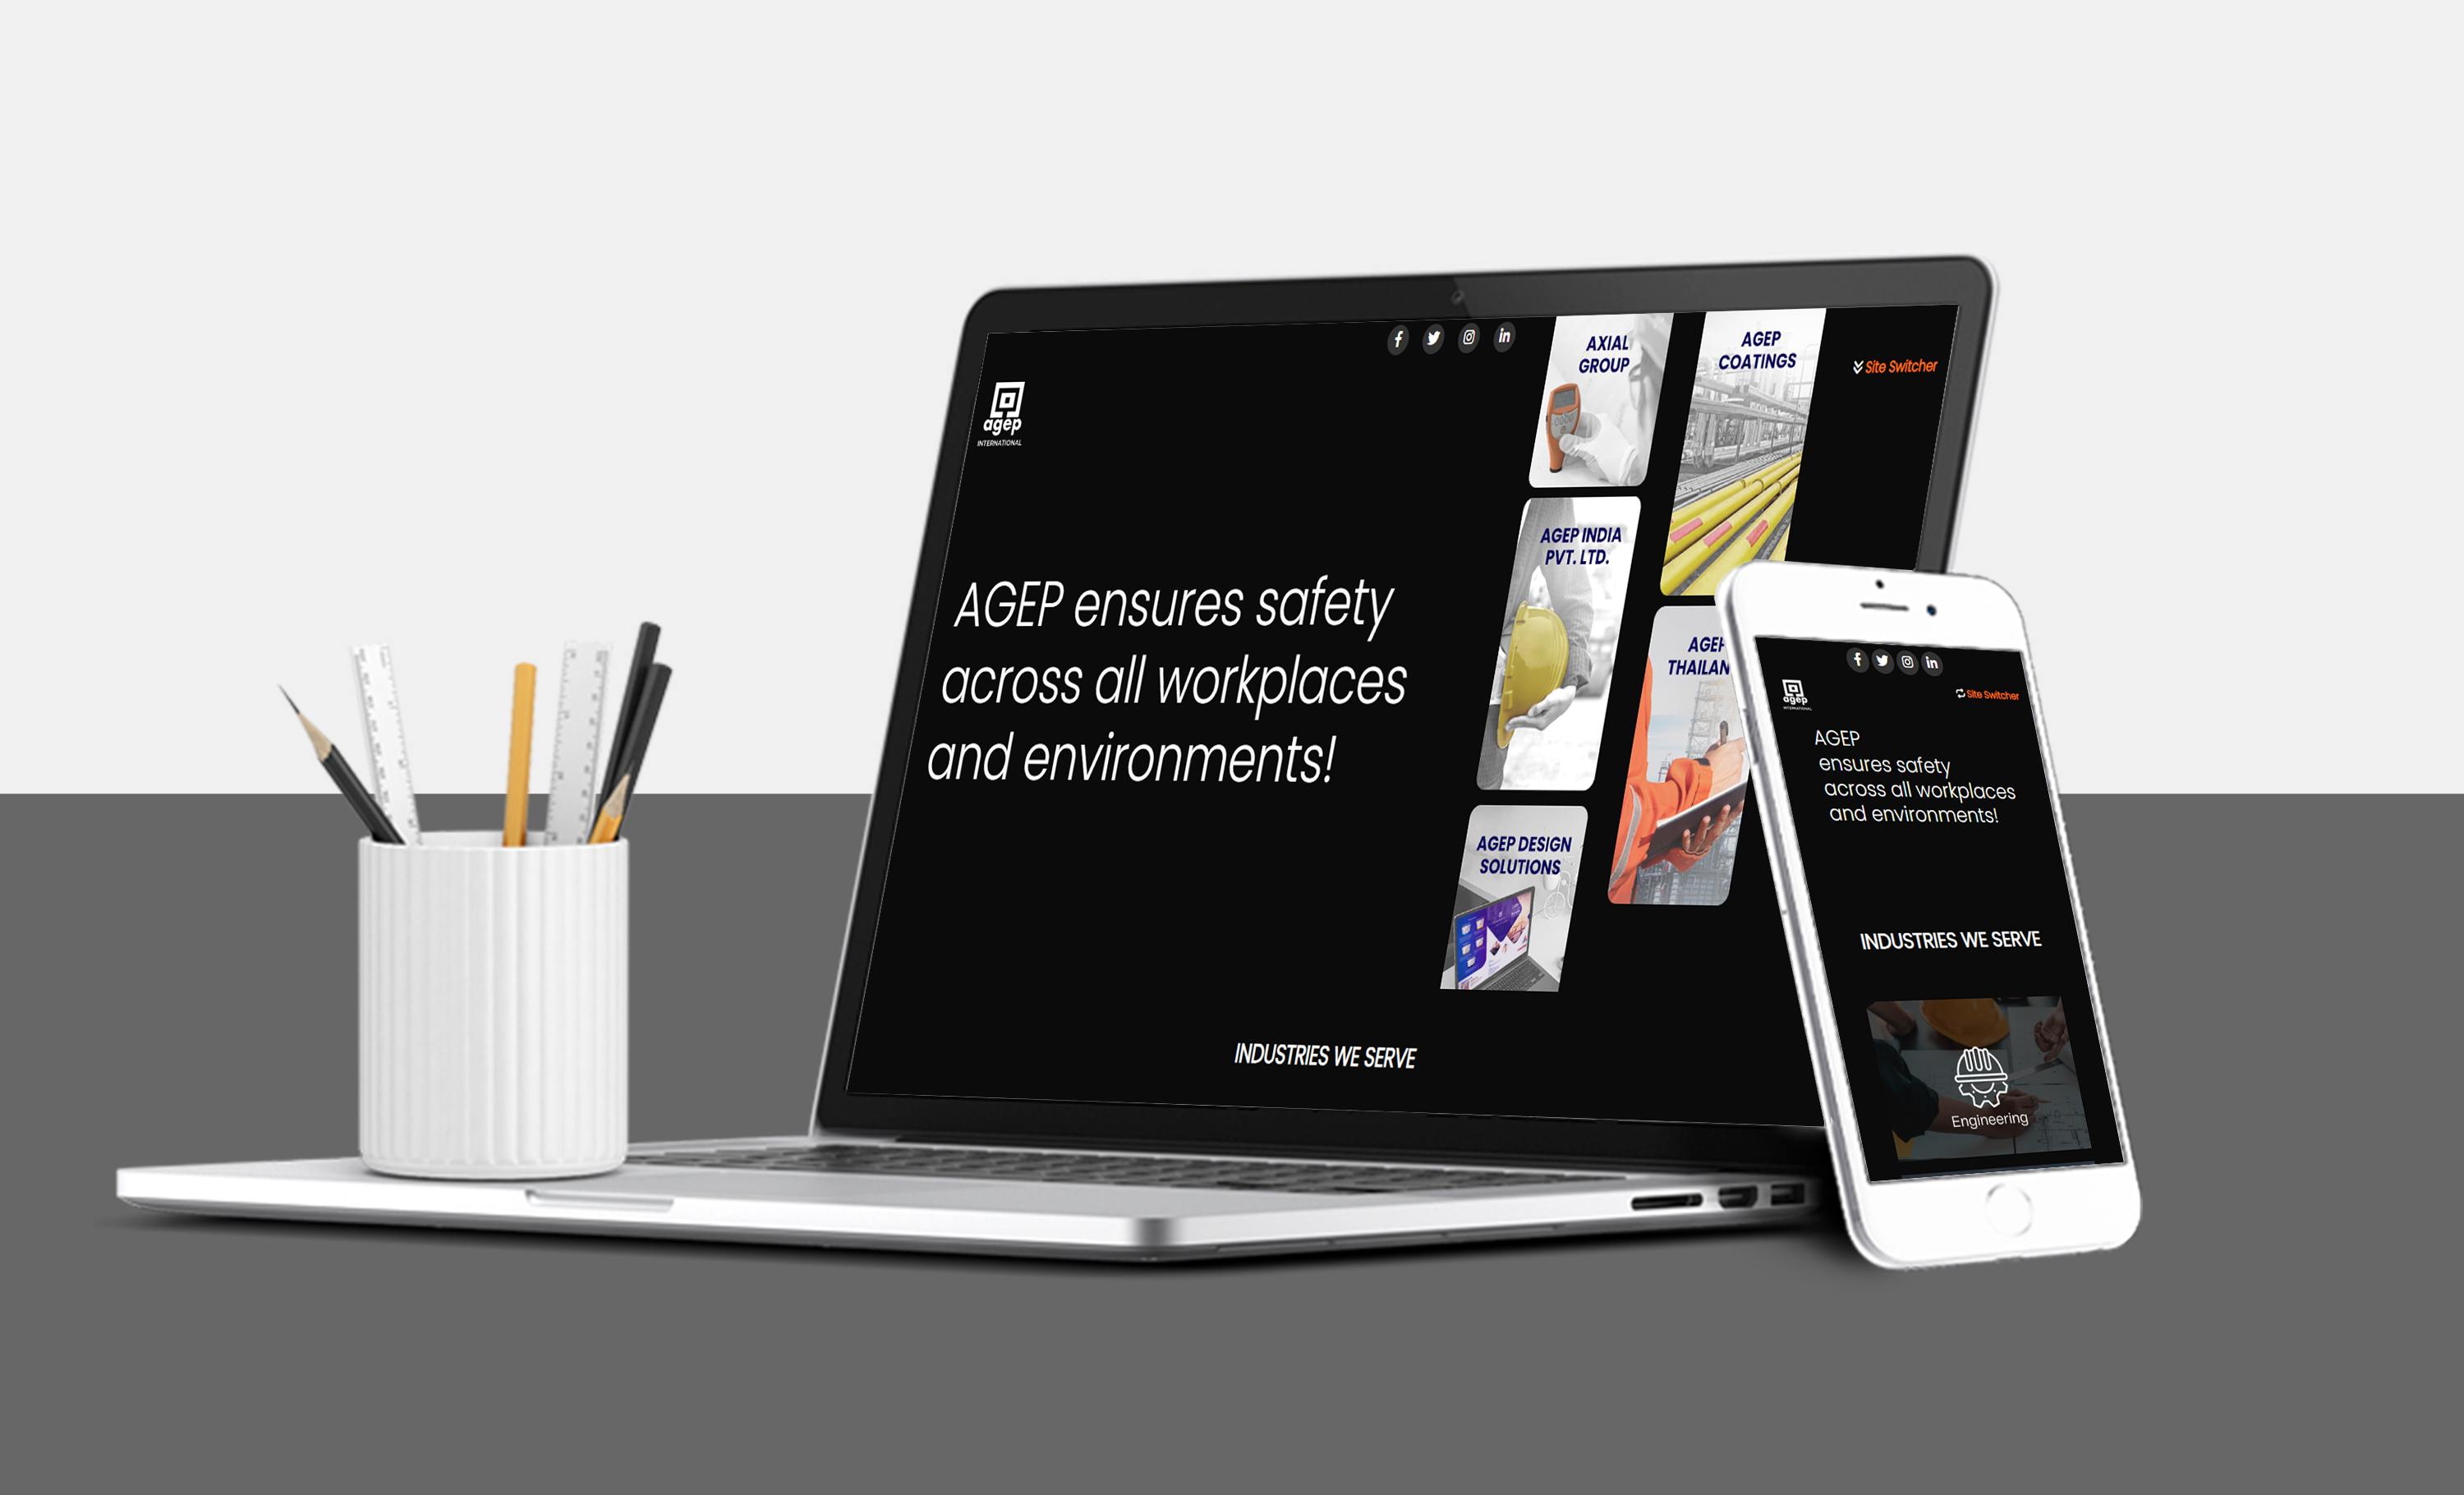 agep
INTERNATIONAL
AXIAL
GROUP
AGEP
COATINGS
Site Switcher
AGEP ensures safety
across all workplaces
and environments!
AGEP INDIA
PVT. LTD.
AGEP
THAILAN
AGEP DESIGN
SOLUTIONS
INDUSTRIES WE SERVE
agep
INTERNATIONAL
Site Switcher
AGEP
ensures safety
across all workplaces
and environments!
INDUSTRIES WE SERVE
Engineering